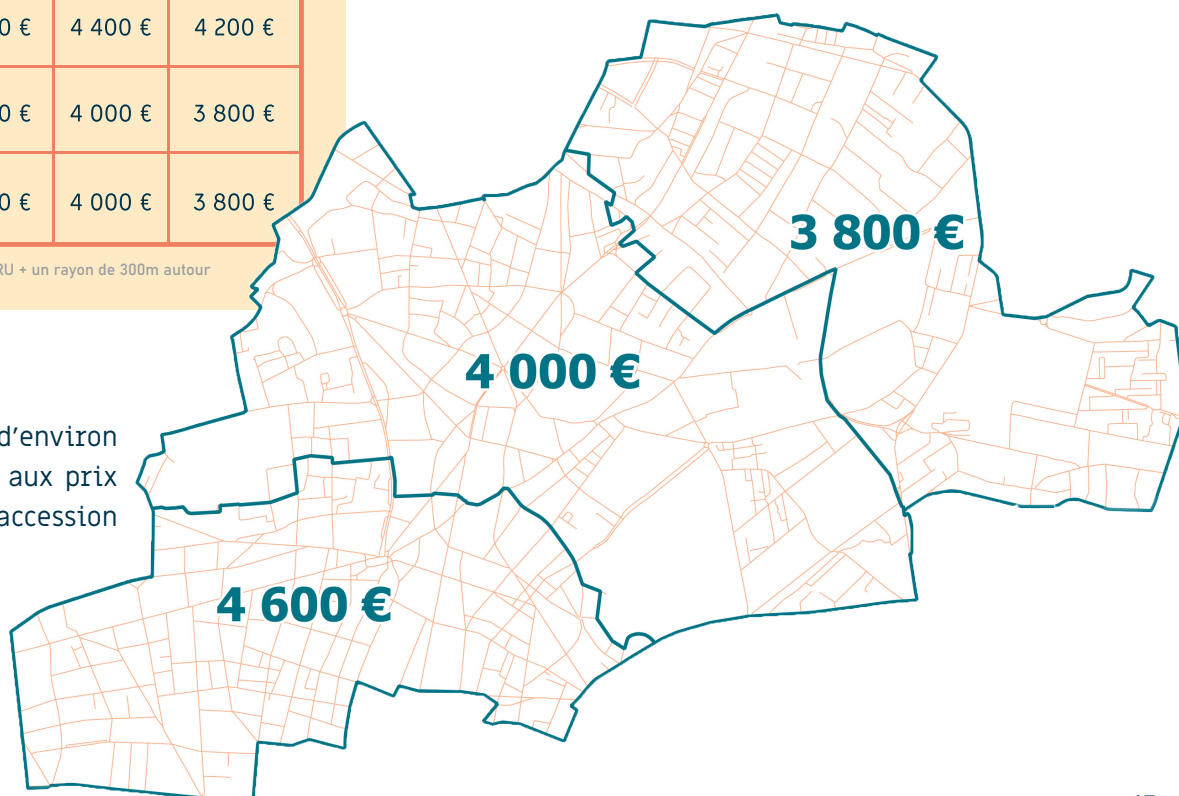 0 € 4 400 € 4 200 €
0 € 4 000 € 3 800 €
0 € 4 000 € 3 800 €
RU + un rayon de 300m autour
d’environ
aux prix
accession
3 800 €
4 000 €
4 600 €